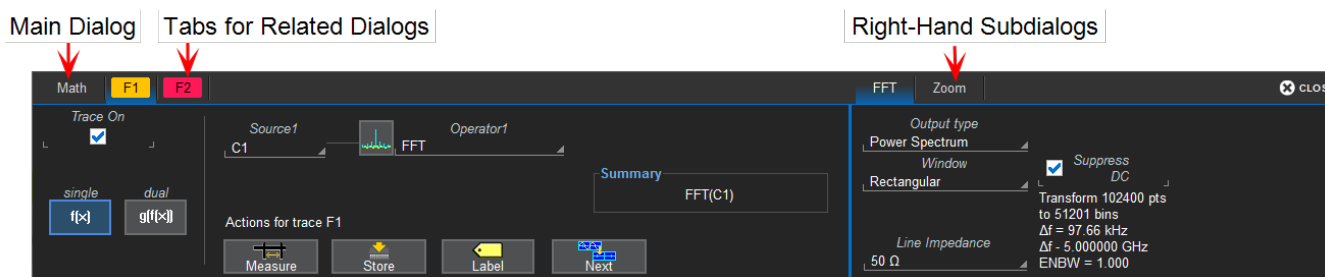 Main Dialog Tabs for Related Dialogs Right-Hand Subdialogs
Math F1 F2 FFT Zoom CLOS
Trace On
Source1
C1
Operator1
FFT
single dual
f(x) g(f(x))
Summary
FFT(C1)
Actions for trace F1
Measure Store Label Next
Output type
Power Spectrum
Window
Rectangular
Suppress
DC
Transform 102400 pts
to 51201 bins
Δf = 97.66 kHz
Δf - 5.000000 GHz
ENBW = 1.000
Line Impedance
50 Ω